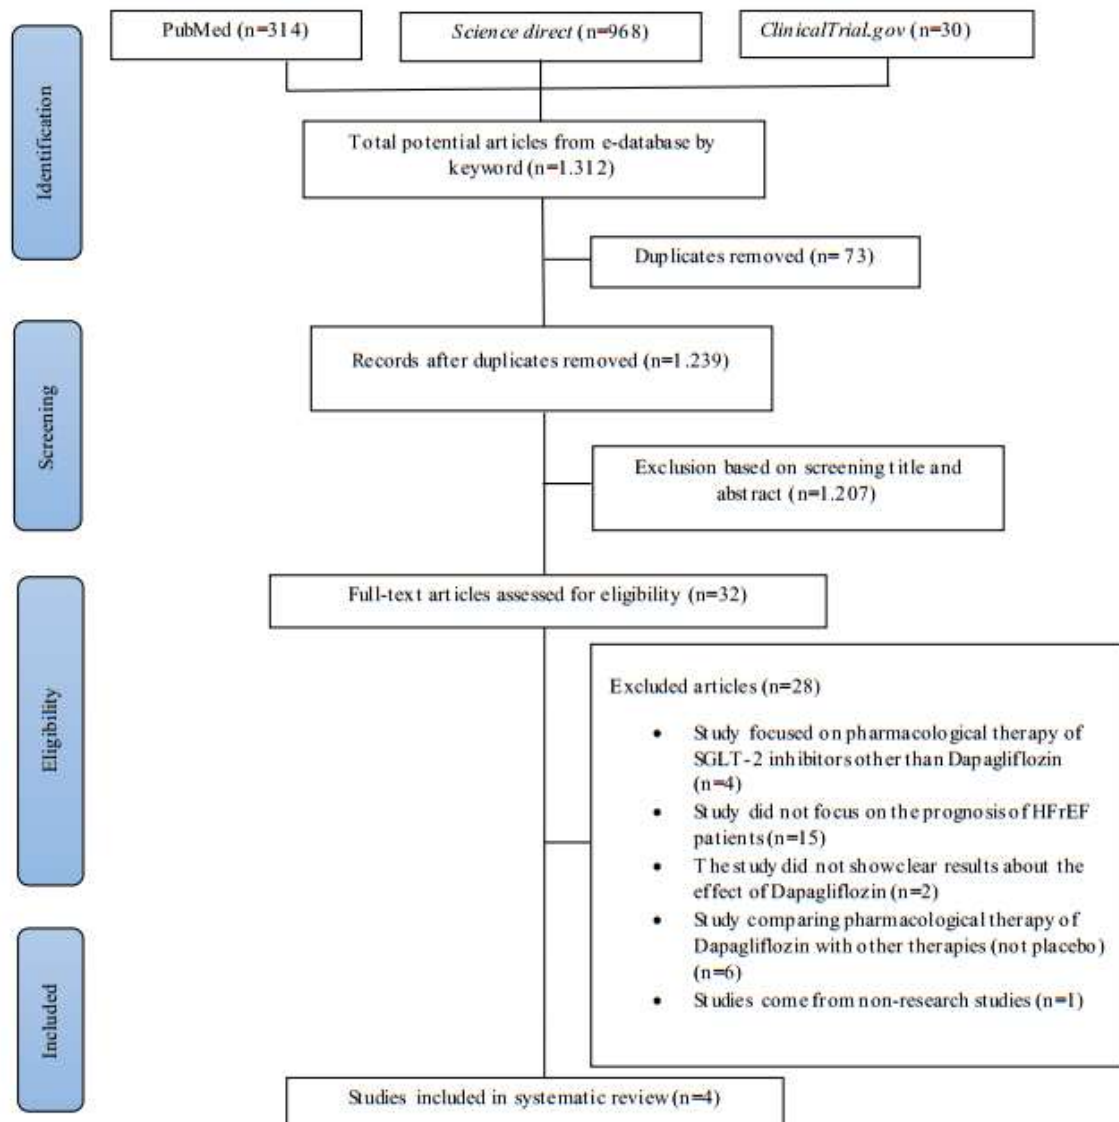 PubMed (n=314)
Science direct (n=968)
ClinicalTrial.gov (n=30)
Identification
Total potential articles from e-database by
keyword (n=1.312)
Duplicates removed (n= 73)
Screening
Records after duplicates removed (n=1.239)
Exclusion based on screening title and
abstract (n=1.207)
Eligibility
Full-text articles assessed for eligibility (n=32)
Excluded articles (n=28)
• Study focused on pharmacological therapy of
SGLT-2 inhibitors other than Dapagliflozin
(n=4)
• Study did not focus on the prognosis of HFrEF
patients (n=15)
• The study did not show clear results about the
effect of Dapagliflozin (n=2)
• Study comparing pharmacological therapy of
Dapagliflozin with other therapies (not placebo)
(n=6)
• Studies come from non-research studies (n=1)
Included
Studies included in systematic review (n=4)